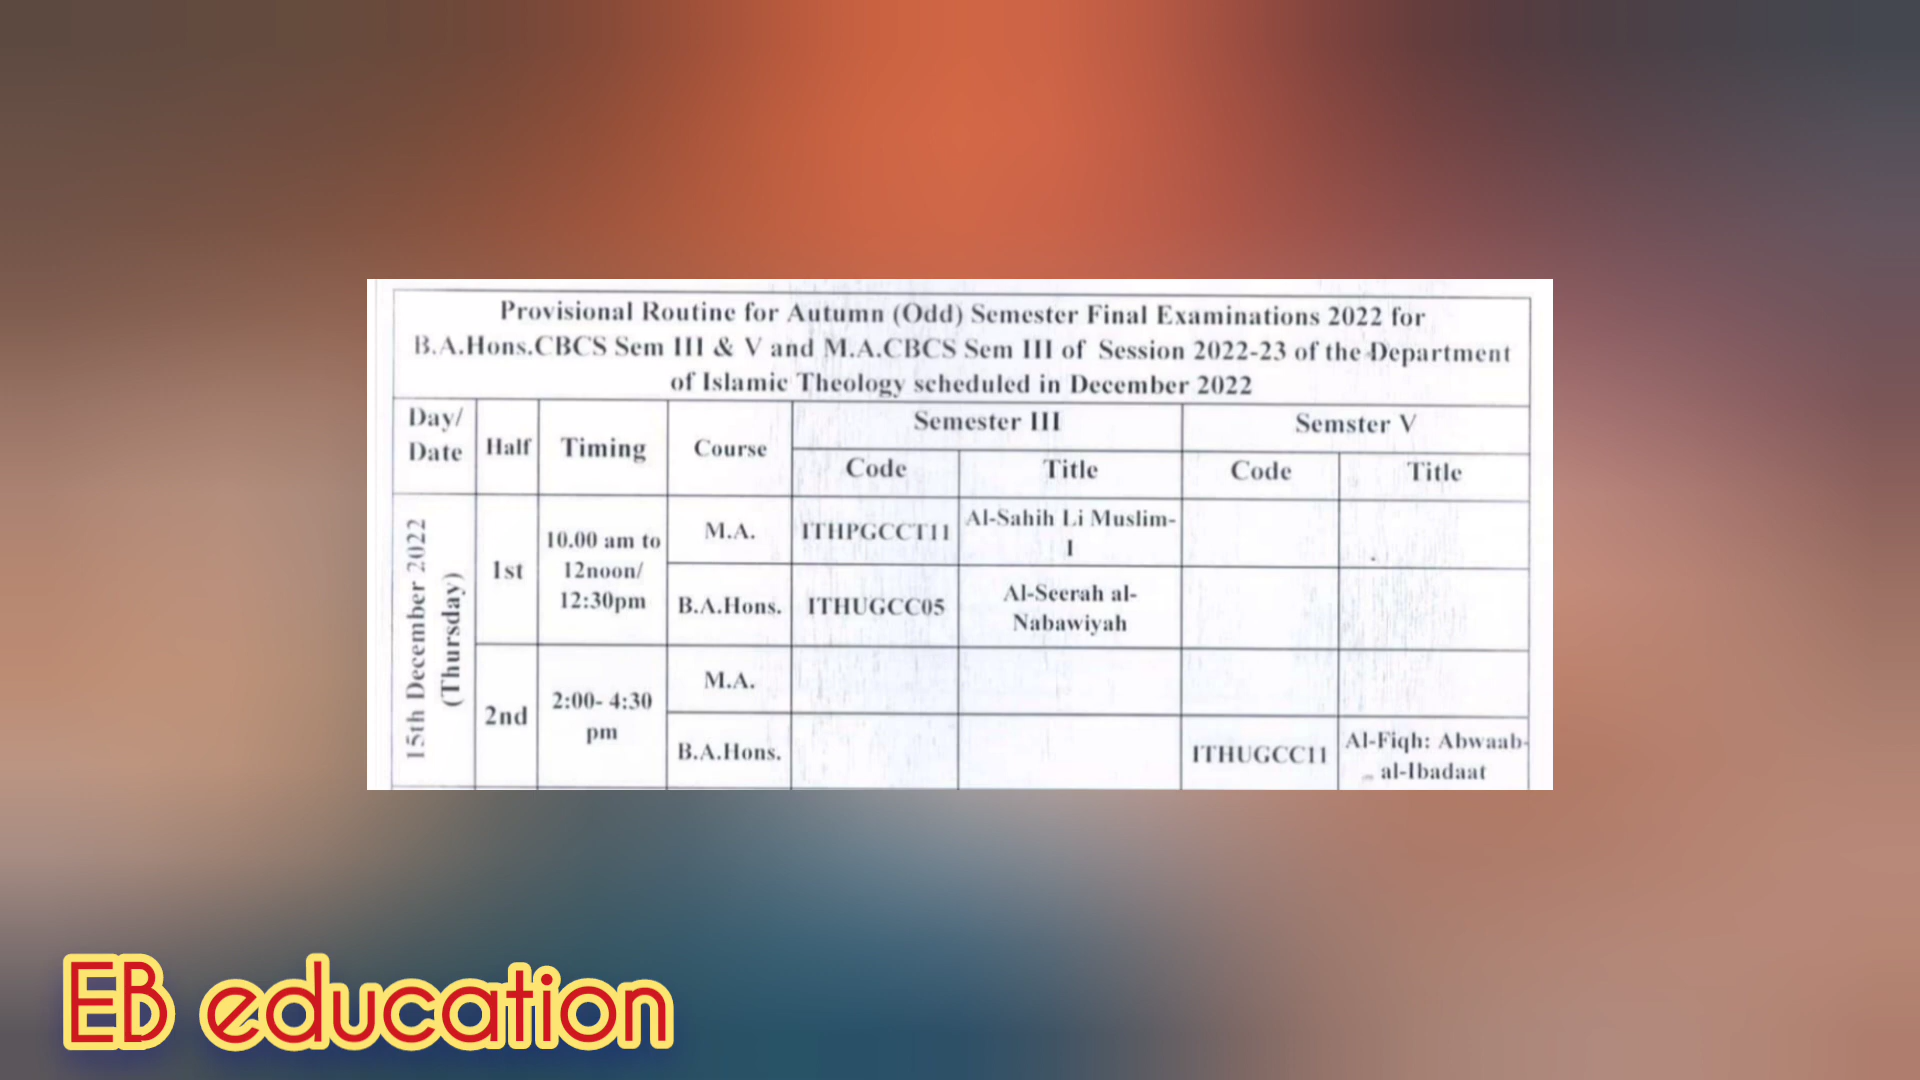 Provisional Routine for Autumn (Odd) Semester Final Examinations 2022 for
B.A.Hons.CBCS Sem III & V and M.A.CBCS Sem III of Session 2022-23 of the Department
of Islamic Theology scheduled in December 2022
Day/
Date
Half
Timing
Course
Semester III
Semster V
Code
Title
Code
Title
15th December 2022
(Thursday)
1st
10.00 am to
12noon/
12:30pm
M.A.
ITHPGCCT11
Al-Sahih Li Muslim-
I
B.A.Hons.
ITHUGCC05
Al-Seerah al-
Nabawiyah
2nd
2:00- 4:30
pm
M.A.
B.A.Hons.
ITHUGCC11
Al-Fiqh: Abwaab-
al-Ibadaat
EB education